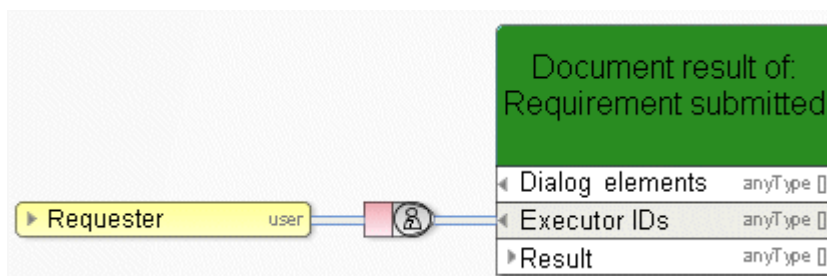 Document result of:
Requirement submitted
Dialog elements anyType []
Requester user
Executor IDs anyType []
Result anyType []